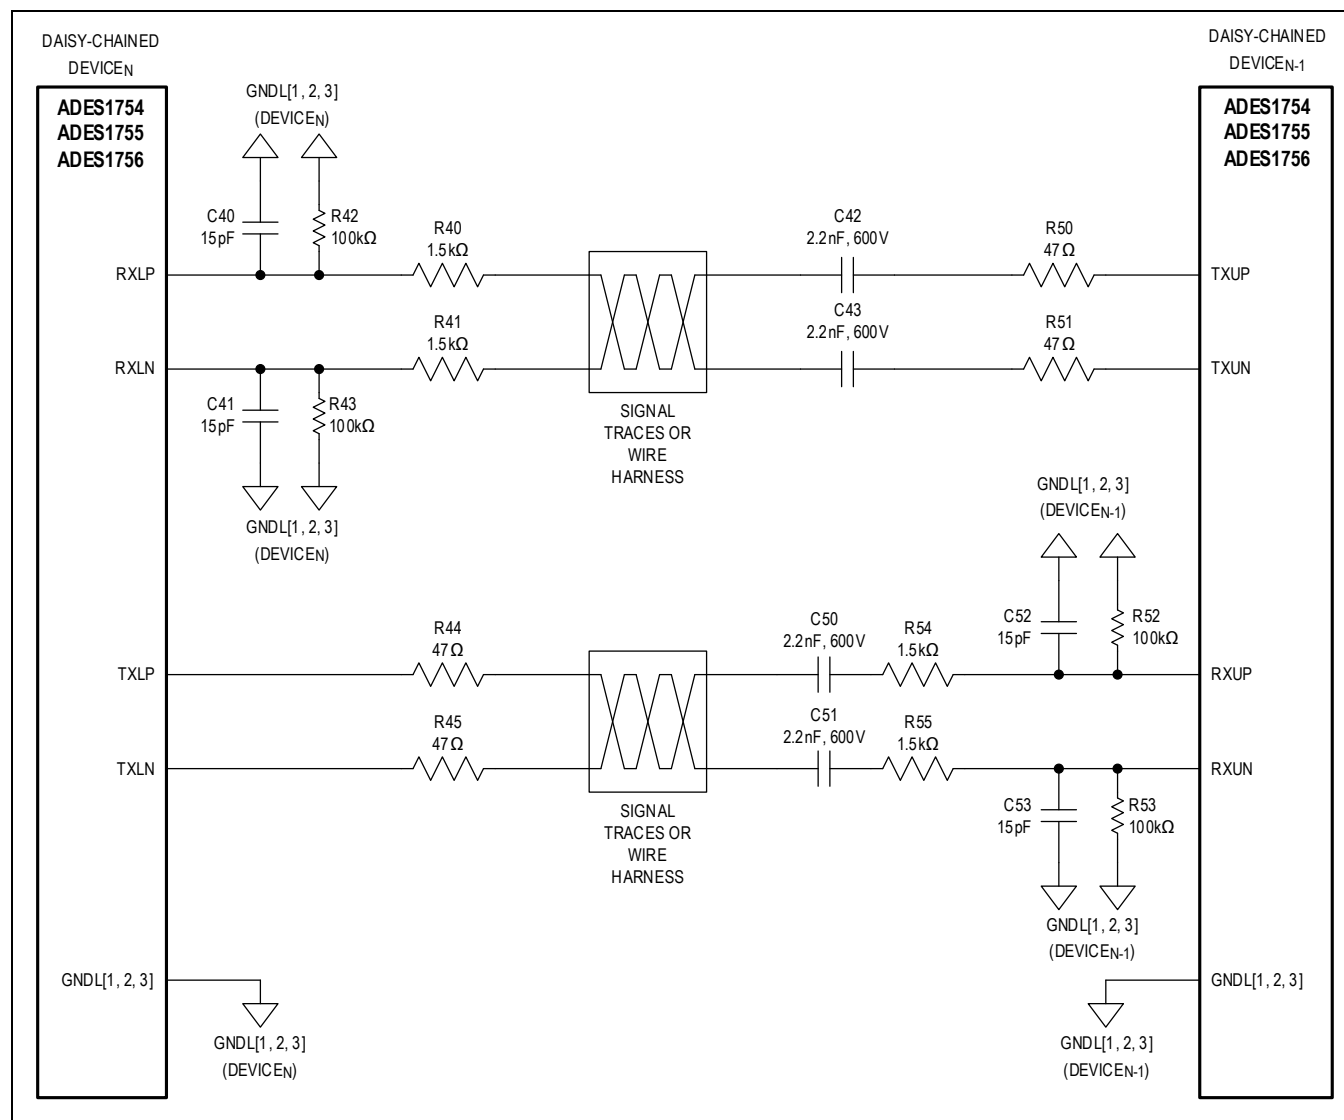 DAISY-CHAINED
DEVICEN
DAISY-CHAINED
DEVICEN-1
ADES1754
ADES1755
ADES1756
ADES1754
ADES1755
ADES1756
GNDL[1, 2, 3]
(DEVICEN)
C40
15pF
R42
100kΩ
R40
1.5kΩ
C42
2.2nF, 600V
R50
47Ω
RXLP
TXUP
R41
1.5kΩ
C43
2.2nF, 600V
R51
47Ω
RXLN
TXUN
C41
15pF
R43
100kΩ
SIGNAL
TRACES OR
WIRE
HARNESS
GNDL[1, 2, 3]
(DEVICEN)
GNDL[1, 2, 3]
(DEVICEN-1)
R44
47Ω
C50
2.2nF, 600V
R54
1.5kΩ
C52
15pF
R52
100kΩ
TXLP
RXUP
R45
47Ω
C51
2.2nF, 600V
R55
1.5kΩ
TXLN
RXUN
SIGNAL
TRACES OR
WIRE
HARNESS
C53
15pF
R53
100kΩ
GNDL[1, 2, 3]
(DEVICEN-1)
GNDL[1, 2, 3]
GNDL[1, 2, 3]
GNDL[1, 2, 3]
(DEVICEN)
GNDL[1, 2, 3]
(DEVICEN-1)